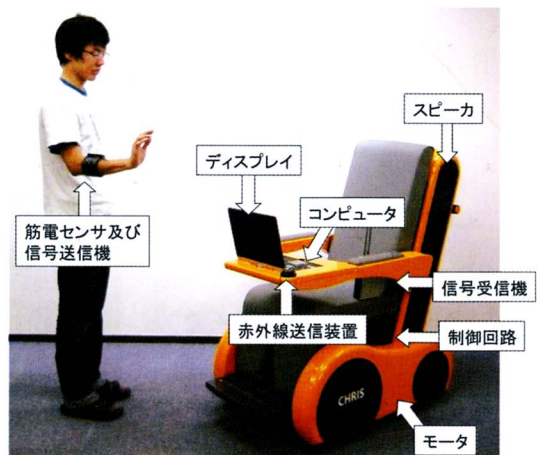 スピーカ
ディスプレイ
コンピュータ
筋電センサ及び
信号送信機
信号受信機
赤外線送信装置
制御回路
CHRIS
モータ